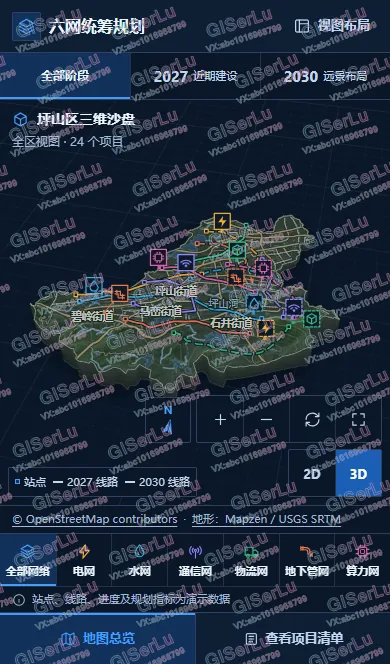 六网统筹规划
视图布局
全部阶段
2027 近期建设
2030 远景布局
坪山区三维沙盘
全区视图 · 24 个项目
坪山街道
坪山河
碧岭街道
马峦街道
石井街道
N
2D
3D
站点 2027 线路 2030 线路
© OpenStreetMap contributors · 地形：Mapzen / USGS SRTM
全部网络
电网
水网
通信网
物流网
地下管网
算力网
站点、线路、进度及规划指标为演示数据
地图总览
查看项目清单
GISerLu
VX:abc1016968799